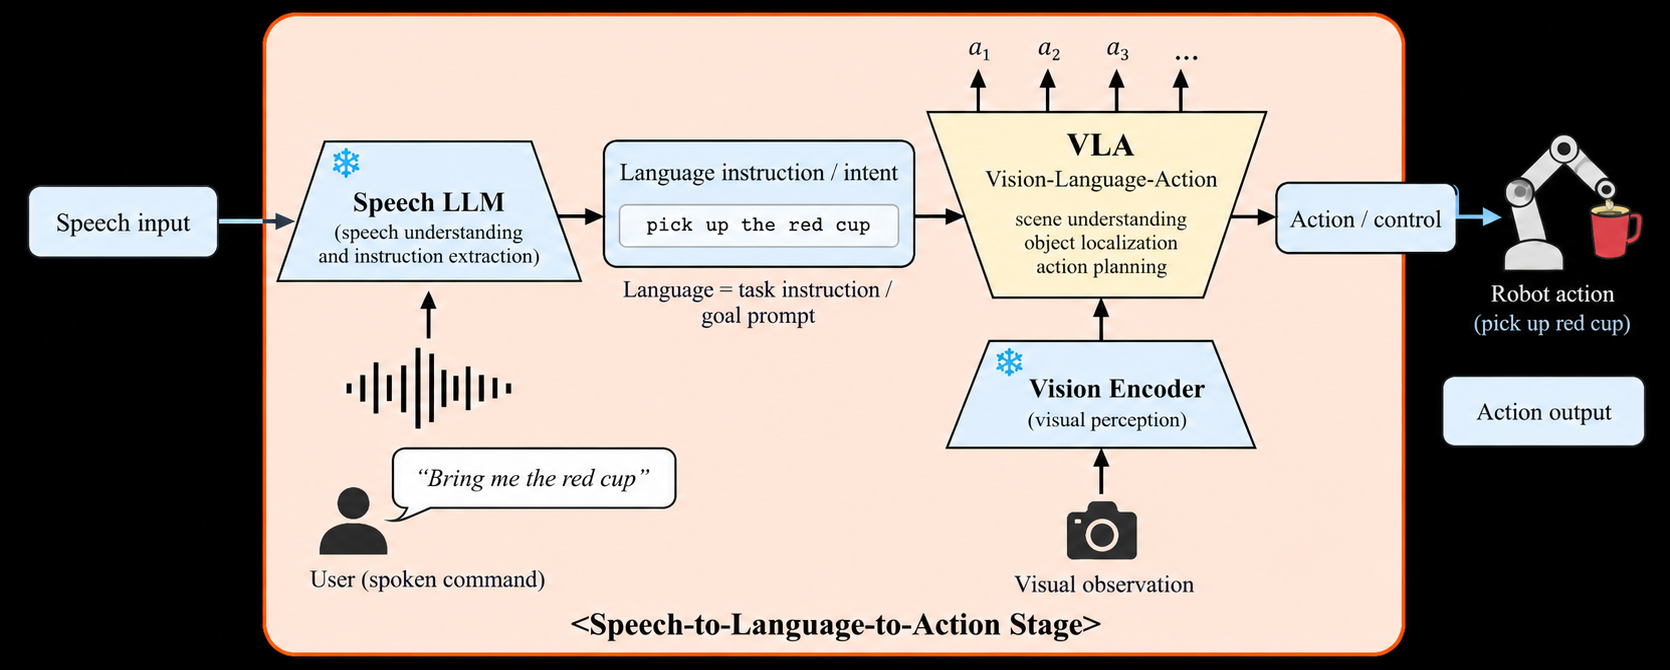 Speech input
Speech LLM
(speech understanding
and instruction extraction)
“Bring me the red cup”
User (spoken command)
Language instruction / intent
pick up the red cup
Language = task instruction /
goal prompt
a₁ a₂ a₃ ...
VLA
Vision-Language-Action
scene understanding
object localization
action planning
Vision Encoder
(visual perception)
Visual observation
Action / control
Robot action
(pick up red cup)
Action output
<Speech-to-Language-to-Action Stage>